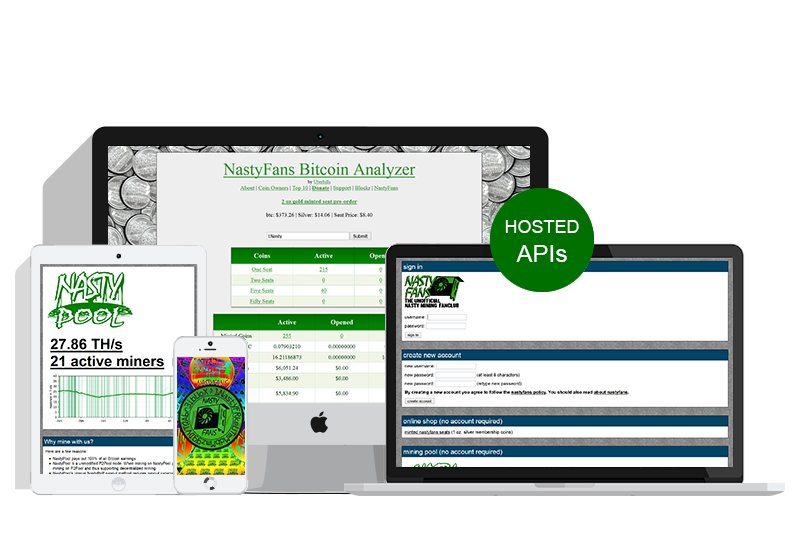 NastyFans Bitcoin Analyzer
by Uberbills
About | Coin Owners | Top 10 | Donate | Support | Blockr | NastyFans
2 oz gold minted seat pre-order
btc: $373.26 | Silver: $14.06 | Seat Price: $8.40
1Nasty Submit
Coins Active Open
One Seat 215 0
Two Seats 0 0
Five Seats 40 0
Fifty Seats 0 0
Active Opened
Minted Coins 255 0
C 0.07903210 0.00000000
16.21186873 0.00000000
$6,051.24 $0.00
$3,486.00 $0.00
$5,834.90 $0.00
HOSTED
APIs
NASTY
POOL
27.86 TH/s
21 active miners
Why mine with us?
Here are a few reasons:
NastyPool pays out 100% of all Bitcoin earnings.
NastyPool is a unmodified P2Pool node. When mining on NastyPool
mining on P2Pool and thus supporting decentralized mining.
NASTY
FANS
sign in
NASTY
FANS
THE UNOFFICIAL
NASTY MINING FANCLUB
username:
password:
sign in
create new account
new username:
new password: (at least 8 characters)
new password: (retype new password)
By creating a new account you agree to follow the nastyfans policy. You should also read about nastyfans.
create account
online shop (no account required)
minted nastyfans seats (1 oz. silver membership coins)
mining pool (no account required)